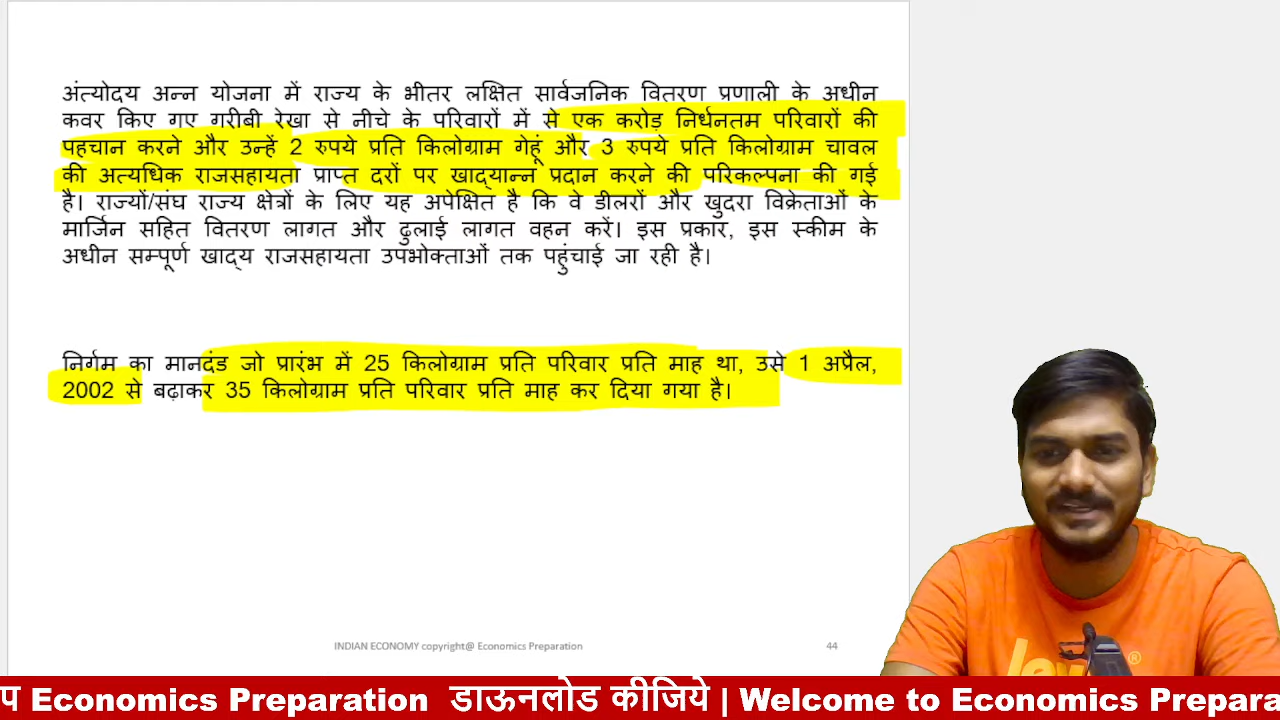 अंत्योदय अन्न योजना में राज्य के भीतर लक्षित सार्वजनिक वितरण प्रणाली के अधीन
कवर किए गए गरीबी रेखा से नीचे के परिवारों में से एक करोड़ निर्धनतम परिवारों की
पहचान करने और उन्हें 2 रुपये प्रति किलोग्राम गेहूं और 3 रुपये प्रति किलोग्राम चावल
की अत्यधिक राजसहायता प्राप्त दरों पर खाद्यान्न प्रदान करने की परिकल्पना की गई
है। राज्यों/संघ राज्य क्षेत्रों के लिए यह अपेक्षित है कि वे डीलरों और खुदरा विक्रेताओं के
मार्जिन सहित वितरण लागत और ढुलाई लागत वहन करें। इस प्रकार, इस स्कीम के
अधीन सम्पूर्ण खाद्य राजसहायता उपभोक्ताओं तक पहुंचाई जा रही है।
निर्गम का मानदंड जो प्रारंभ में 25 किलोग्राम प्रति परिवार प्रति माह था, उसे 1 अप्रैल,
2002 से बढ़ाकर 35 किलोग्राम प्रति परिवार प्रति माह कर दिया गया है।
INDIAN ECONOMY copyright@ Economics Preparation 44
प Economics Preparation डाऊनलोड कीजिये | Welcome to Economics Prepara